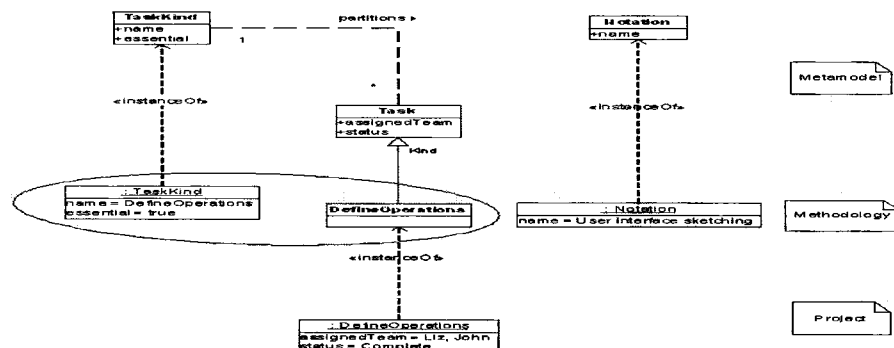 TaskKind
+name
+essential
partitions ▸
1
*
Notation
+name
Metamodel
«instanceOf»
«instanceOf»
Task
+assignedTeam
+status
Kind
: TaskKind
name = DefineOperations
essential = true
DefineOperations
: Notation
name = User interface sketching
Methodology
«instanceOf»
: DefineOperations
assignedTeam = Liz, John
status = Complete
Project